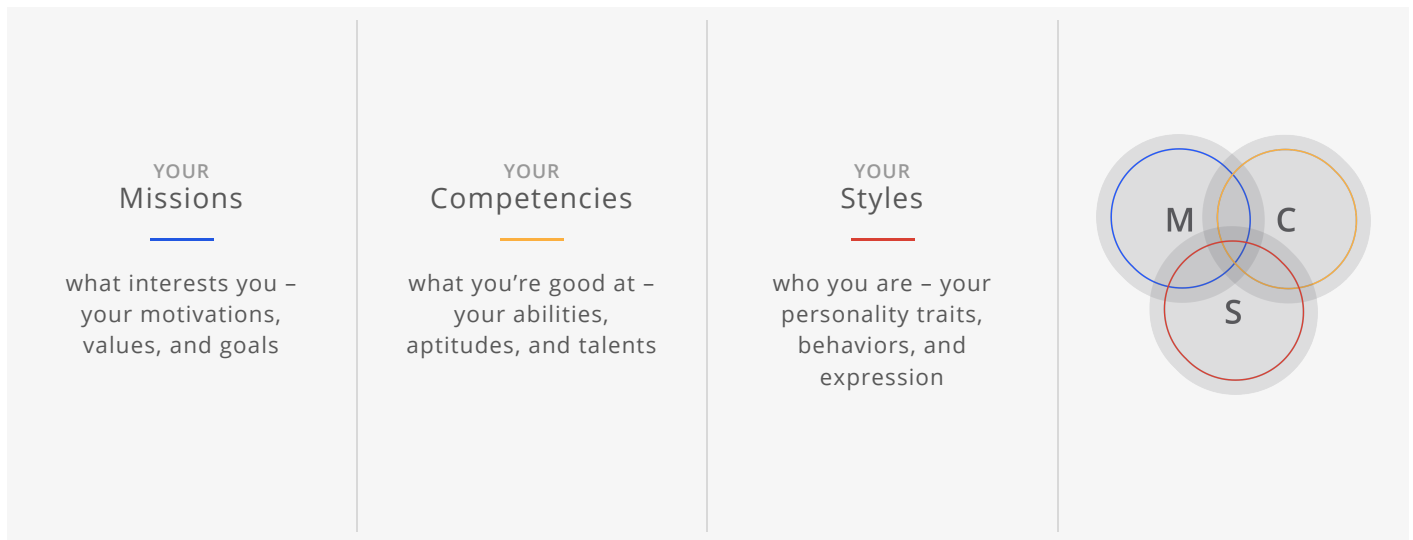 YOUR
Missions
what interests you –
your motivations,
values, and goals
YOUR
Competencies
what you’re good at –
your abilities,
aptitudes, and talents
YOUR
Styles
who you are – your
personality traits,
behaviors, and
expression
M
C
S